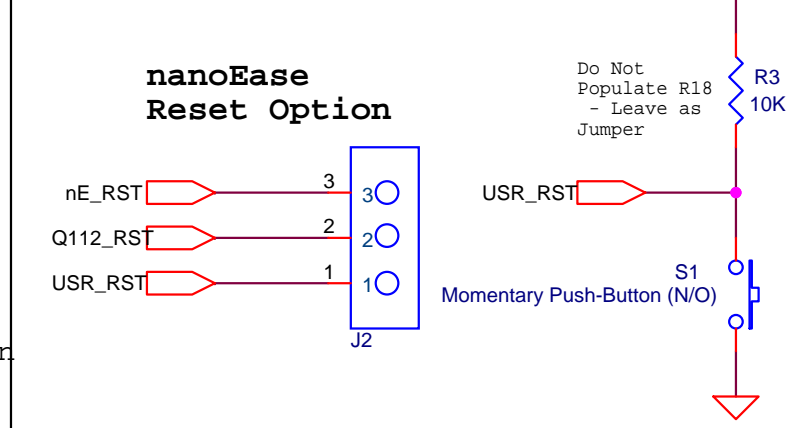 nanoEase
Reset Option
Do Not
Populate R18
- Leave as
Jumper
R3
10K
nE_RST
3
3
Q112_RST
2
2
USR_RST
1
1
J2
USR_RST
S1
Momentary Push-Button (N/O)
n